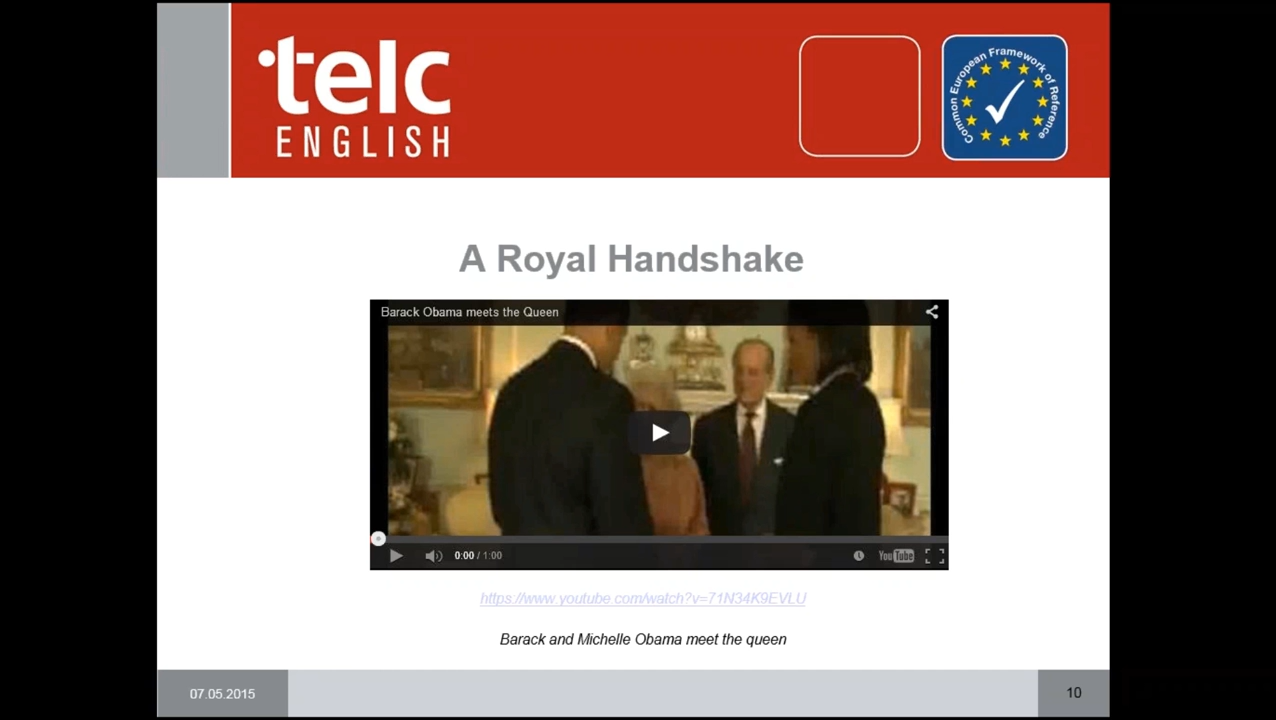 telc
ENGLISH
Common European Framework of Reference
A Royal Handshake
Barack Obama meets the Queen
0:00 / 1:00
YouTube
https://www.youtube.com/watch?v=71N34K9EVLU
Barack and Michelle Obama meet the queen
07.05.2015
10